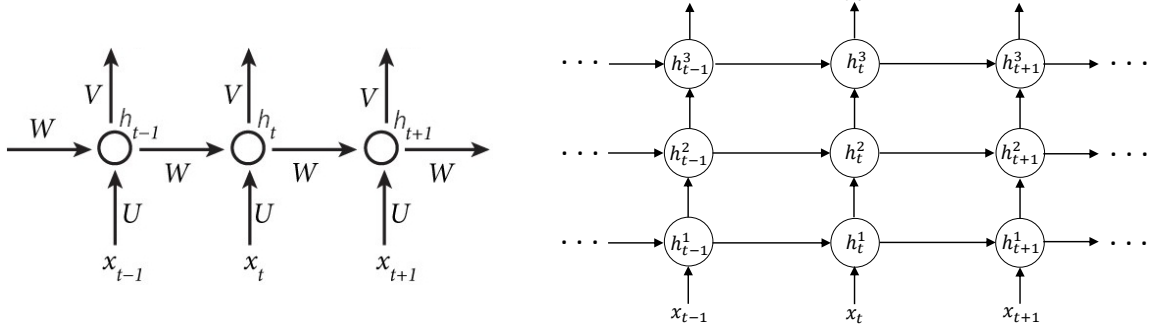 V V V
h_{t-1} h_t h_{t+1}
W W W W
U U U
x_{t-1} x_t x_{t+1}
· · · h^3_{t-1} h^3_t h^3_{t+1} · · ·
· · · h^2_{t-1} h^2_t h^2_{t+1} · · ·
· · · h^1_{t-1} h^1_t h^1_{t+1} · · ·
x_{t-1} x_t x_{t+1}